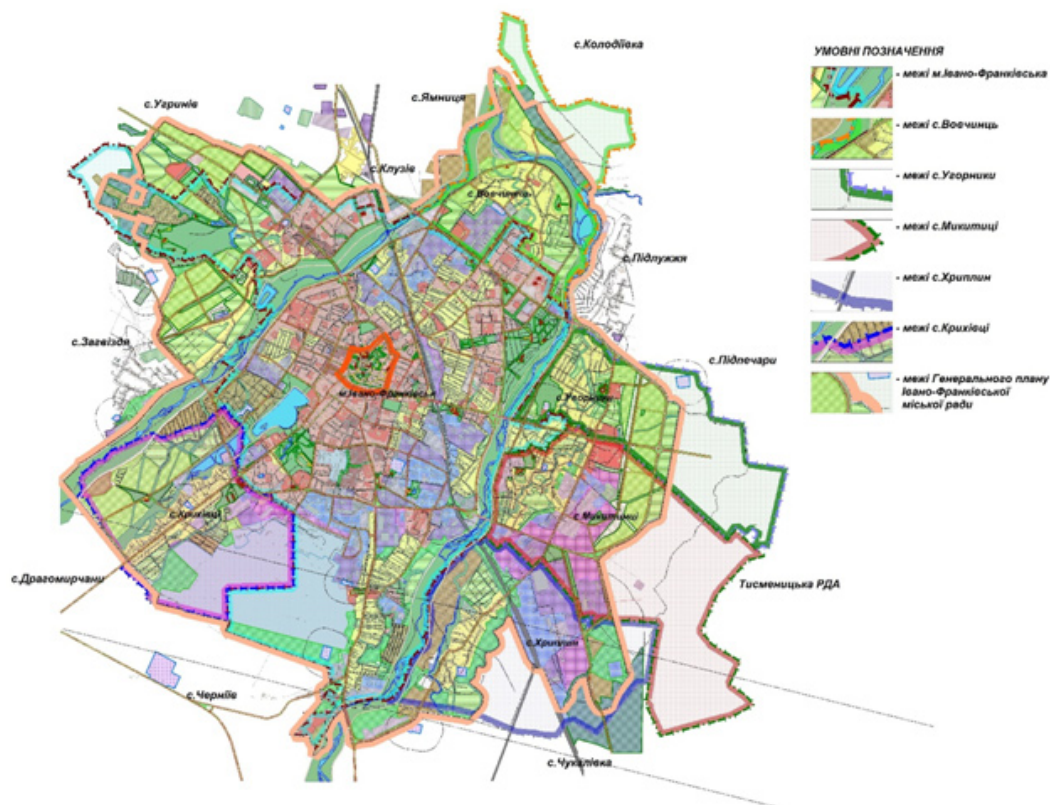 с.Колодіївка
УМОВНІ ПОЗНАЧЕННЯ
- межі м.Івано-Франківська
с.Ямниця
с.Угринів
- межі с.Вовчинць
с.Клузів
с.Вовчинець
- межі с.Угорники
- межі с.Микитиці
с.Підлужжя
- межі с.Хриплин
с.Загвіздя
- межі с.Крихівці
с.Підпечари
- межі Генерального плану
Івано-Франківської
міської ради
м.Івано-Франківськ
с.Угорники
с.Крихівці
с.Микитинці
с.Драгомирчани
Тисменицька РДА
с.Хриплин
с.Черніїв
с.Чукалівка